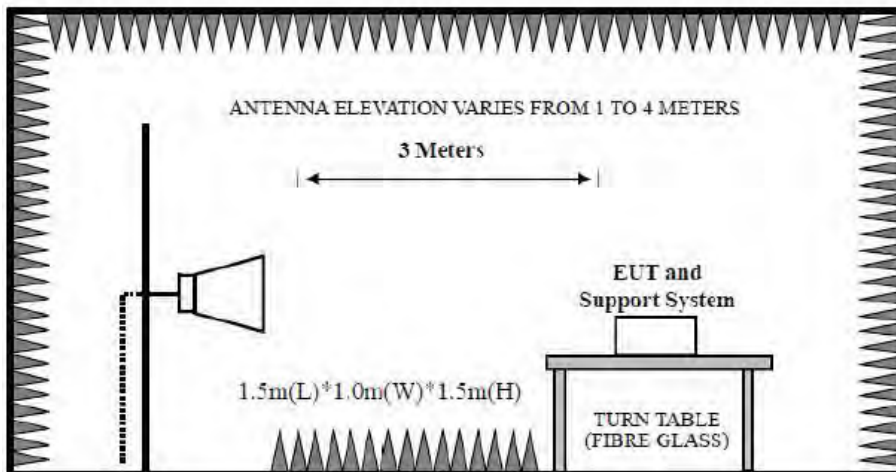 ANTENNA ELEVATION VARIES FROM 1 TO 4 METERS
3 Meters
EUT and
Support System
1.5m(L)*1.0m(W)*1.5m(H)
TURN TABLE
(FIBRE GLASS)